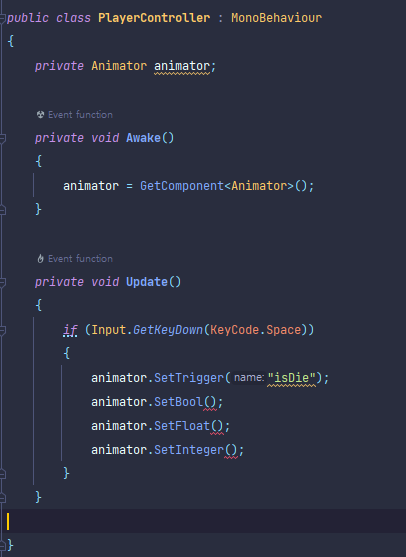 public class PlayerController : MonoBehaviour
{
private Animator animator;
Event function
private void Awake()
{
animator = GetComponent<Animator>();
}
Event function
private void Update()
{
if (Input.GetKeyDown(KeyCode.Space))
{
animator.SetTrigger( name: "isDie");
animator.SetBool();
animator.SetFloat();
animator.SetInteger();
}
}
}